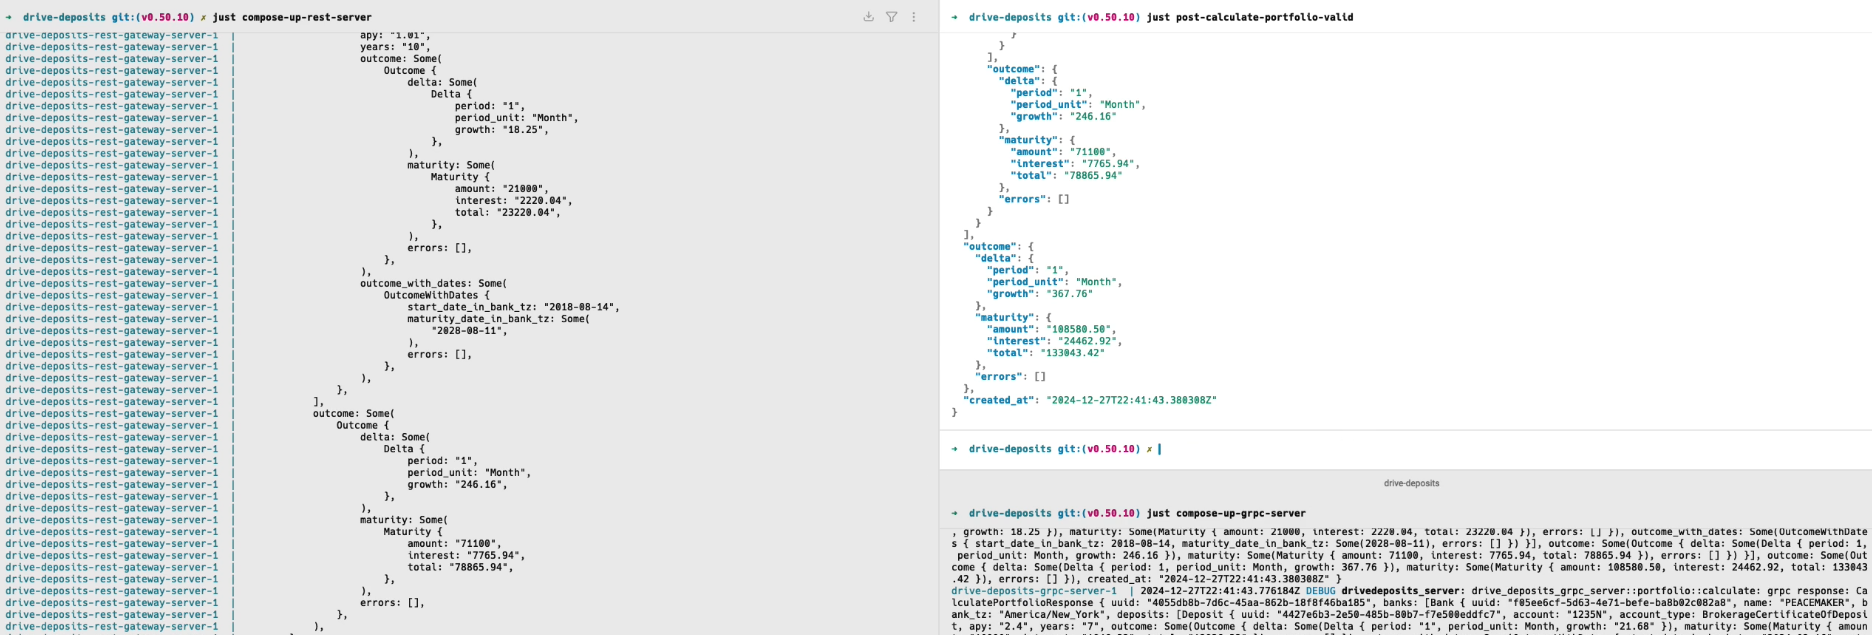 → drive-deposits git:(v0.50.10) ✗ just compose-up-rest-server
drive-deposits-rest-gateway-server-1 | apy: "1.01",
drive-deposits-rest-gateway-server-1 | years: "10",
drive-deposits-rest-gateway-server-1 | outcome: Some(
drive-deposits-rest-gateway-server-1 | Outcome {
drive-deposits-rest-gateway-server-1 | delta: Some(
drive-deposits-rest-gateway-server-1 | Delta {
drive-deposits-rest-gateway-server-1 | period: "1",
drive-deposits-rest-gateway-server-1 | period_unit: "Month",
drive-deposits-rest-gateway-server-1 | growth: "18.25",
drive-deposits-rest-gateway-server-1 | },
drive-deposits-rest-gateway-server-1 | ),
drive-deposits-rest-gateway-server-1 | maturity: Some(
drive-deposits-rest-gateway-server-1 | Maturity {
drive-deposits-rest-gateway-server-1 | amount: "21000",
drive-deposits-rest-gateway-server-1 | interest: "2220.04",
drive-deposits-rest-gateway-server-1 | total: "23220.04",
drive-deposits-rest-gateway-server-1 | },
drive-deposits-rest-gateway-server-1 | ),
drive-deposits-rest-gateway-server-1 | errors: [],
drive-deposits-rest-gateway-server-1 | },
drive-deposits-rest-gateway-server-1 | ),
drive-deposits-rest-gateway-server-1 | outcome_with_dates: Some(
drive-deposits-rest-gateway-server-1 | OutcomeWithDates {
drive-deposits-rest-gateway-server-1 | start_date_in_bank_tz: "2018-08-14",
drive-deposits-rest-gateway-server-1 | maturity_date_in_bank_tz: Some(
drive-deposits-rest-gateway-server-1 | "2028-08-11",
drive-deposits-rest-gateway-server-1 | ),
drive-deposits-rest-gateway-server-1 | errors: [],
drive-deposits-rest-gateway-server-1 | },
drive-deposits-rest-gateway-server-1 | ),
drive-deposits-rest-gateway-server-1 | },
drive-deposits-rest-gateway-server-1 | ],
drive-deposits-rest-gateway-server-1 | outcome: Some(
drive-deposits-rest-gateway-server-1 | Outcome {
drive-deposits-rest-gateway-server-1 | delta: Some(
drive-deposits-rest-gateway-server-1 | Delta {
drive-deposits-rest-gateway-server-1 | period: "1",
drive-deposits-rest-gateway-server-1 | period_unit: "Month",
drive-deposits-rest-gateway-server-1 | growth: "246.16",
drive-deposits-rest-gateway-server-1 | },
drive-deposits-rest-gateway-server-1 | ),
drive-deposits-rest-gateway-server-1 | maturity: Some(
drive-deposits-rest-gateway-server-1 | Maturity {
drive-deposits-rest-gateway-server-1 | amount: "71100",
drive-deposits-rest-gateway-server-1 | interest: "7765.94",
drive-deposits-rest-gateway-server-1 | total: "78865.94",
drive-deposits-rest-gateway-server-1 | },
drive-deposits-rest-gateway-server-1 | ),
drive-deposits-rest-gateway-server-1 | errors: [],
drive-deposits-rest-gateway-server-1 | },
drive-deposits-rest-gateway-server-1 | ),
→ drive-deposits git:(v0.50.10) just post-calculate-portfolio-valid
}
}
],
"outcome": {
"delta": {
"period": "1",
"period_unit": "Month",
"growth": "246.16"
},
"maturity": {
"amount": "71100",
"interest": "7765.94",
"total": "78865.94"
},
"errors": []
}
}
],
"outcome": {
"delta": {
"period": "1",
"period_unit": "Month",
"growth": "367.76"
},
"maturity": {
"amount": "108580.50",
"interest": "24462.92",
"total": "133043.42"
},
"errors": []
},
"created_at": "2024-12-27T22:41:43.380308Z"
}
→ drive-deposits git:(v0.50.10) ✗
drive-deposits
→ drive-deposits git:(v0.50.10) just compose-up-grpc-server
, growth: 18.25 }), maturity: Some(Maturity { amount: 21000, interest: 2220.04, total: 23220.04 }), errors: [] }), outcome_with_dates: Some(OutcomeWithDate
s { start_date_in_bank_tz: 2018-08-14, maturity_date_in_bank_tz: Some(2028-08-11), errors: [] }) }], outcome: Some(Outcome { delta: Some(Delta { period: 1,
period_unit: Month, growth: 246.16 }), maturity: Some(Maturity { amount: 71100, interest: 7765.94, total: 78865.94 }), errors: [] }) }], outcome: Some(Out
come { delta: Some(Delta { period: 1, period_unit: Month, growth: 367.76 }), maturity: Some(Maturity { amount: 108580.50, interest: 24462.92, total: 133043
.42 }), errors: [] }), created_at: "2024-12-27T22:41:43.380308Z" }
drive-deposits-grpc-server-1 | 2024-12-27T22:41:43.776184Z DEBUG drivedeposits_server: drive_deposits_grpc_server::portfolio::calculate: grpc response: Ca
lculatePortfolioResponse { uuid: "4055db8b-7d6c-45aa-862b-18f8f46ba185", banks: [Bank { uuid: "f05ee6cf-5d63-4e71-befe-ba8b02c082a8", name: "PEACEMAKER", b
ank_tz: "America/New_York", deposits: [Deposit { uuid: "4427e6b3-2e50-485b-80b7-f7e500eddfc7", account: "1235N", account_type: BrokerageCertificateOfDeposi
t, apy: "2.4", years: "7", outcome: Some(Outcome { delta: Some(Delta { period: "1", period_unit: Month, growth: "21.68" }), maturity: Some(Maturity { amoun